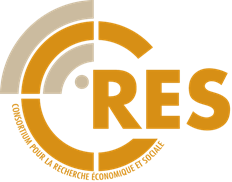 CRES
CONSORTIUM POUR LA RECHERCHE ÉCONOMIQUE ET SOCIALE